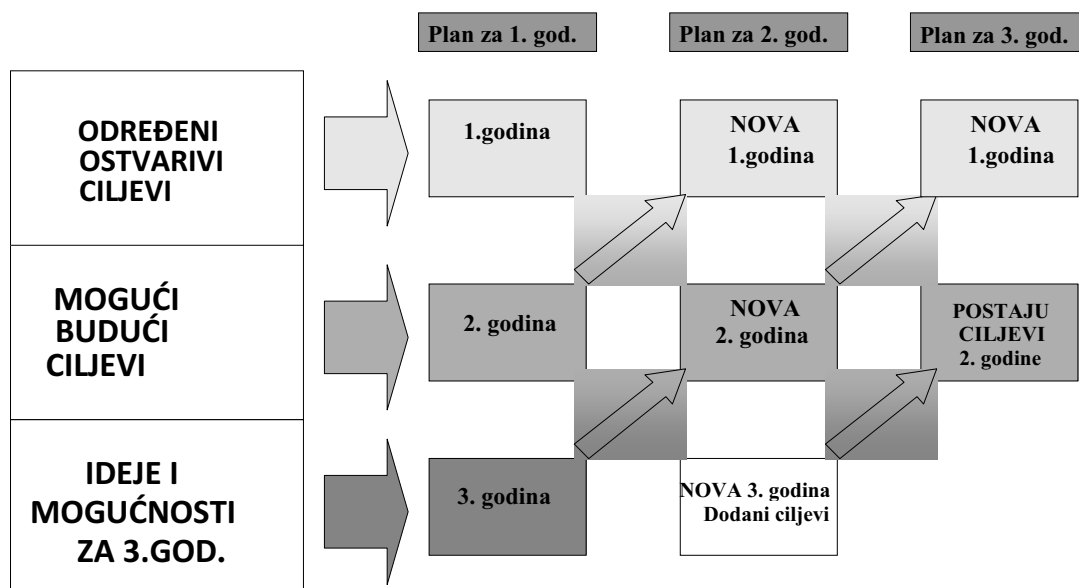 Plan za 1. god.
Plan za 2. god.
Plan za 3. god.
ODREĐENI
OSTVARIVI
CILJEVI
1.godina
NOVA
1.godina
NOVA
1.godina
MOGUĆI
BUDUĆI
CILJEVI
2. godina
NOVA
2. godina
POSTAJU
CILJEVI
2. godine
IDEJE I
MOGUĆNOSTI
ZA 3.GOD.
3. godina
NOVA 3. godina
Dodani ciljevi